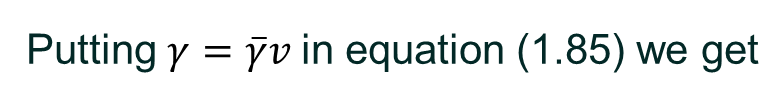 Putting γ = γ̄v in equation (1.85) we get